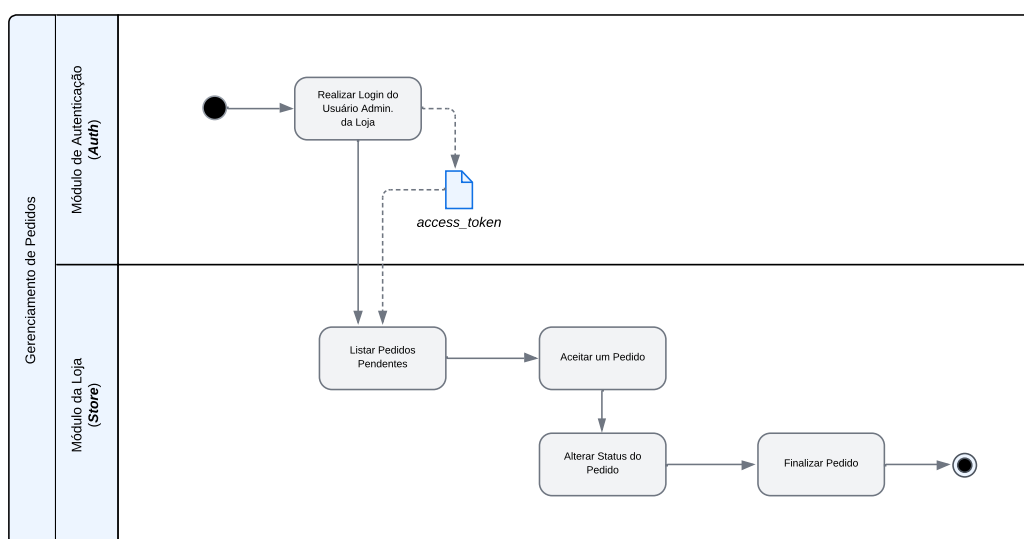 Gerenciamento de Pedidos
Módulo de Autenticação
(Auth)
Realizar Login do
Usuário Admin.
da Loja
access_token
Módulo da Loja
(Store)
Listar Pedidos
Pendentes
Aceitar um Pedido
Alterar Status do
Pedido
Finalizar Pedido